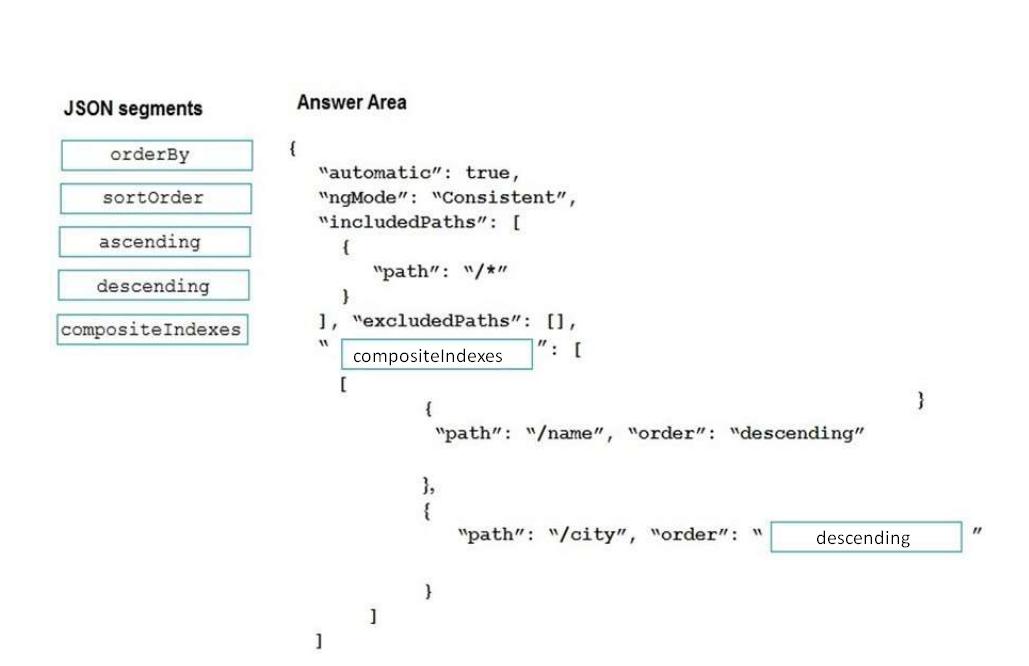 JSON segments
orderBy
sortOrder
ascending
descending
compositeIndexes
Answer Area
{
"automatic": true,
"ngMode": "Consistent",
"includedPaths": [
{
"path": "/*"
}
], "excludedPaths": [],
" compositeIndexes ": [
[
{
}
"path": "/name", "order": "descending"
},
{
"path": "/city", "order": " descending "
}
]
]